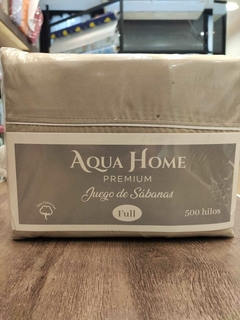 AQUA HOME
PREMIUM
Juego de Sábanas
Full
500 hilos